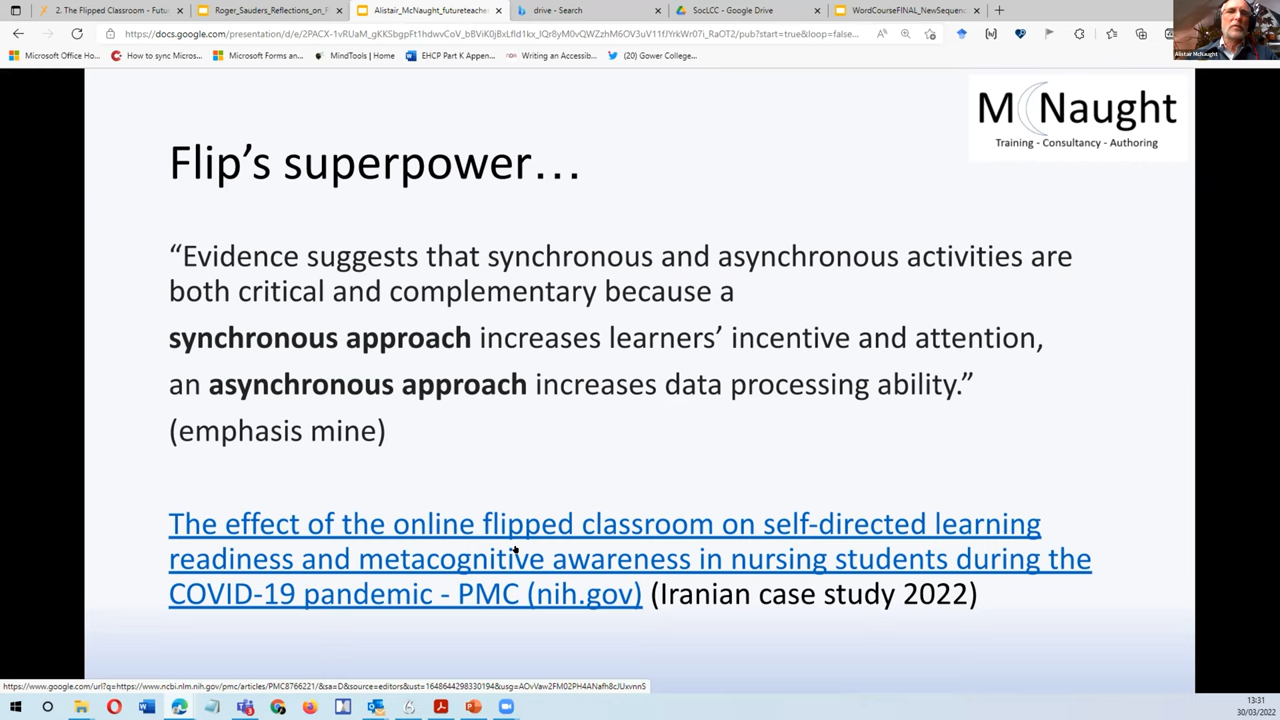 2. The Flipped Classroom - Futur
Roger_Sauders_Reflections_on_F
Alistair_McNaught_futureteache
drive - Search
SocLCC - Google Drive
WordCourseFINAL_NewSequenc
Alistair McNaught
Microsoft Office Ho...
How to sync Micros...
Microsoft Forms an...
MindTools | Home
EHCP Part K Appen...
Writing an Accessib...
(20) Gower College...
McNaught
Training - Consultancy - Authoring
Flip’s superpower…
“Evidence suggests that synchronous and asynchronous activities are
both critical and complementary because a
synchronous approach increases learners’ incentive and attention,
an asynchronous approach increases data processing ability.”
(emphasis mine)
The effect of the online flipped classroom on self-directed learning
readiness and metacognitive awareness in nursing students during the
COVID-19 pandemic - PMC (nih.gov) (Iranian case study 2022)
13:31
30/03/2022